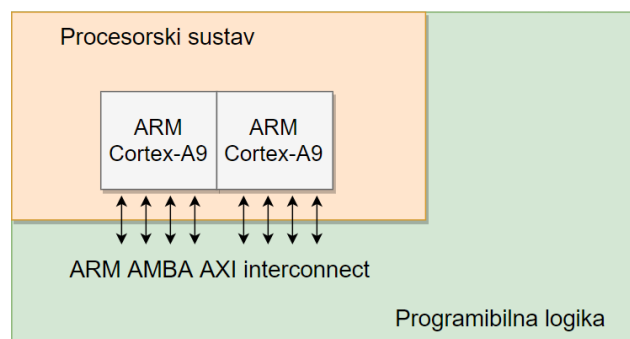 Procesorski sustav
ARM
Cortex-A9
ARM
Cortex-A9
ARM AMBA AXI interconnect
Programibilna logika